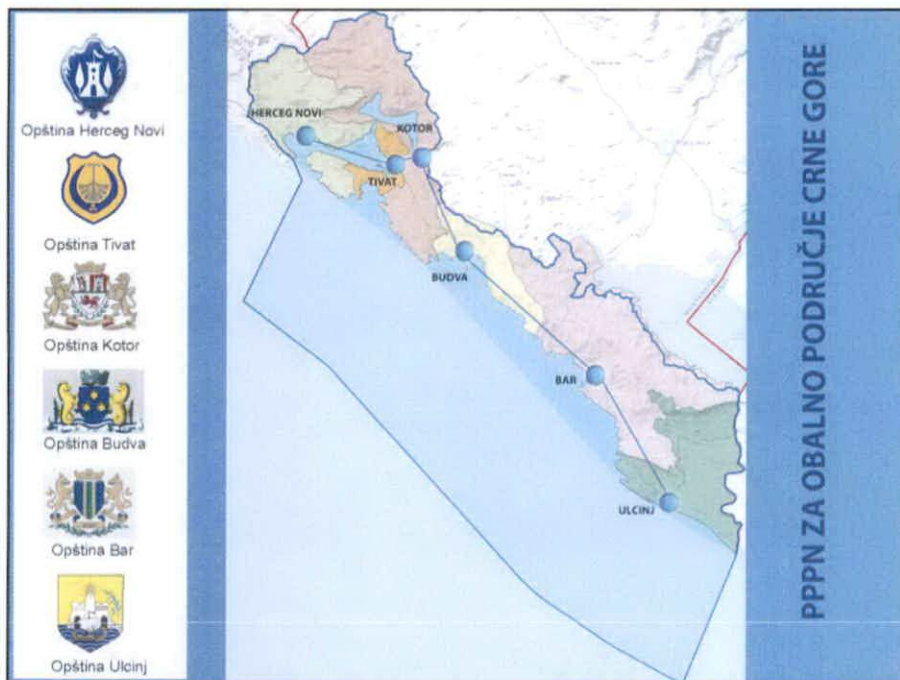 Opština Herceg Novi
Opština Tivat
Opština Kotor
Opština Budva
Opština Bar
Opština Ulcinj
HERCEG NOVI
KOTOR
TIVAT
BUDVA
BAR
ULCINJ
PPPN ZA OBALNO PODRUČJE CRNE GORE